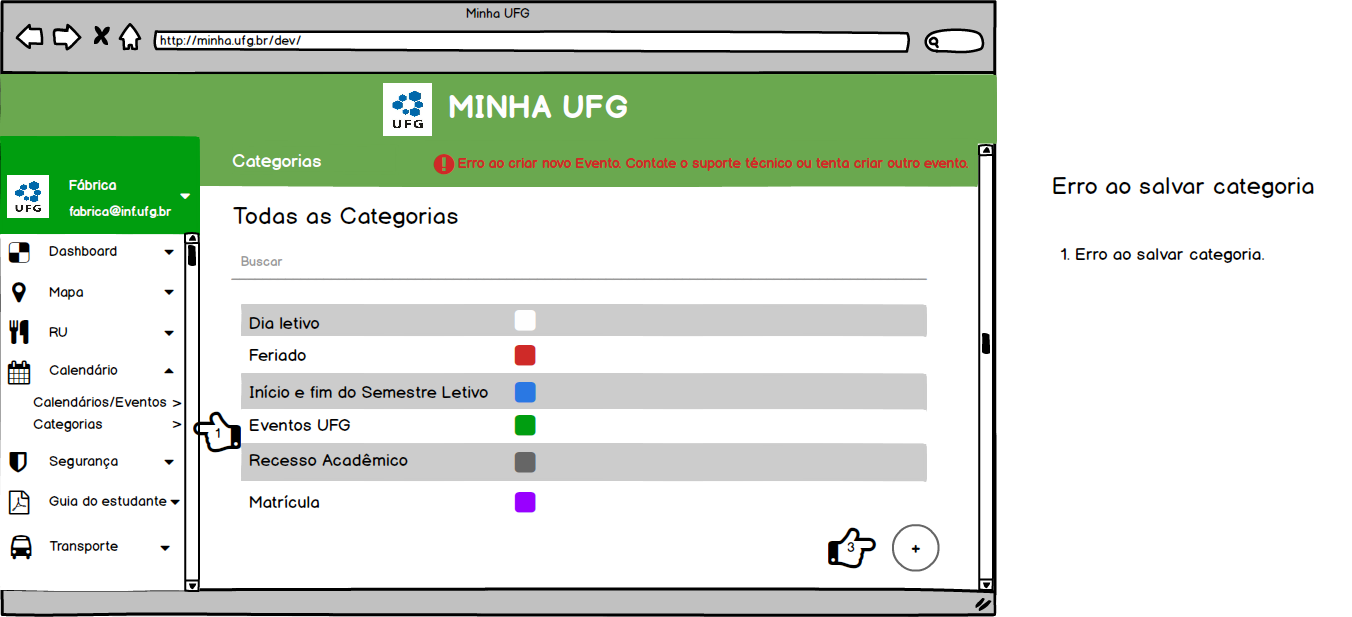 Minha UFG
http://minha.ufg.br/dev/
UFG
MINHA UFG
Categorias
Erro ao criar novo Evento. Contate o suporte técnico ou tenta criar outro evento.
UFG
Fábrica
fabrica@inf.ufg.br
Dashboard
Mapa
RU
Calendário
Calendários/Eventos >
Categorias >
Segurança
Guia do estudante
Transporte
Todas as Categorias
Buscar
Dia letivo
Feriado
Início e fim do Semestre Letivo
Eventos UFG
Recesso Acadêmico
Matrícula
1
3
+
Erro ao salvar categoria
1. Erro ao salvar categoria.